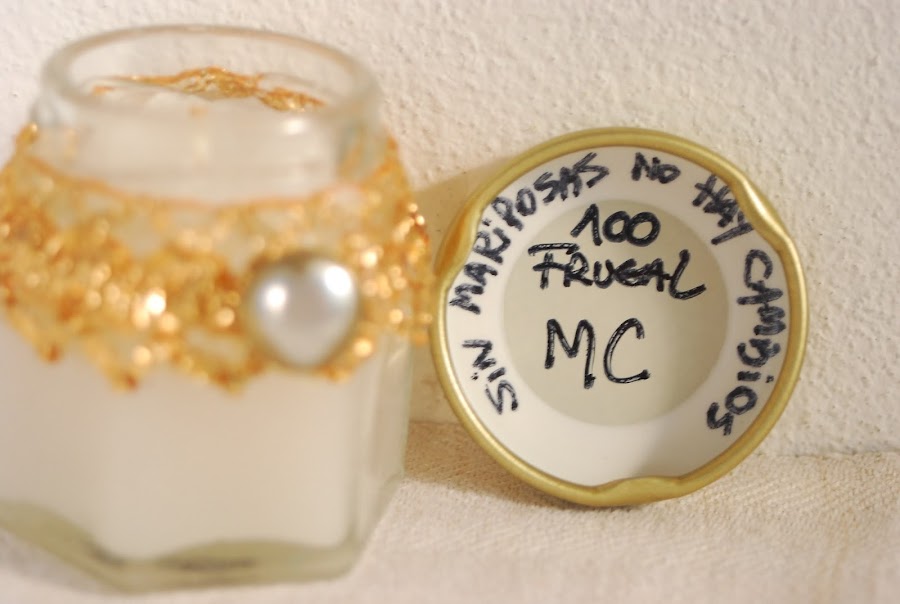 SiN MARiPOSAS NO HAY CAMBiOS
100
FRUGAL
MC